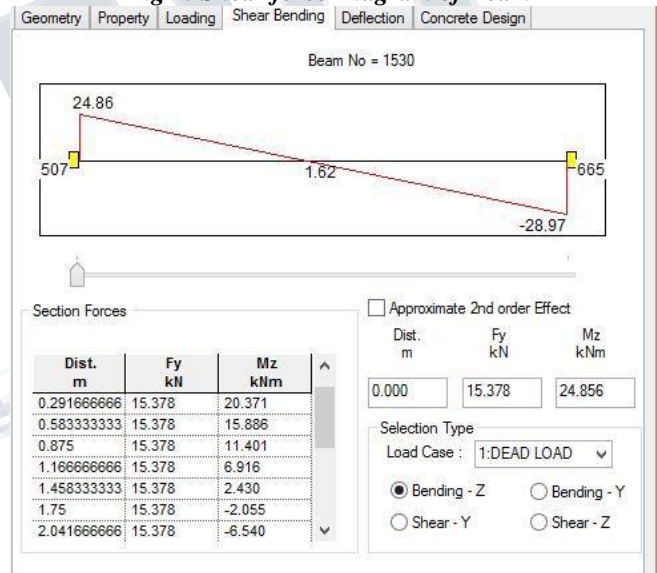 Geometry Property Loading Shear Bending Deflection Concrete Design
Beam No = 1530
24.86
507
1.62
665
-28.97
Section Forces
Dist. m Fy kN Mz kNm
0.291666666 15.378 20.371
0.583333333 15.378 15.886
0.875 15.378 11.401
1.166666666 15.378 6.916
1.458333333 15.378 2.430
1.75 15.378 -2.055
2.041666666 15.378 -6.540
Approximate 2nd order Effect
Dist. m Fy kN Mz kNm
0.000 15.378 24.856
Selection Type
Load Case : 1:DEAD LOAD
Bending - Z Bending - Y
Shear - Y Shear - Z